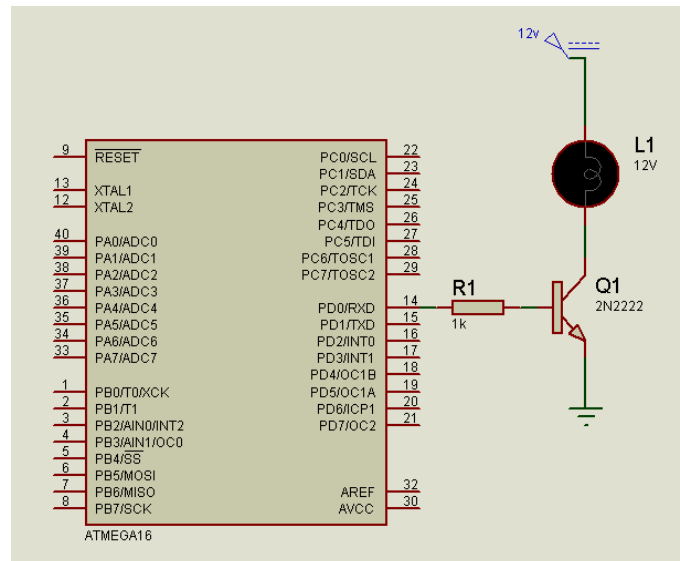 12v
L1
12V
9 RESET
13 XTAL1
12 XTAL2
40 PA0/ADC0
39 PA1/ADC1
38 PA2/ADC2
37 PA3/ADC3
36 PA4/ADC4
35 PA5/ADC5
34 PA6/ADC6
33 PA7/ADC7
1 PB0/T0/XCK
2 PB1/T1
3 PB2/AIN0/INT2
4 PB3/AIN1/OC0
5 PB4/SS
6 PB5/MOSI
7 PB6/MISO
8 PB7/SCK
PC0/SCL 22
PC1/SDA 23
PC2/TCK 24
PC3/TMS 25
PC4/TDO 26
PC5/TDI 27
PC6/TOSC1 28
PC7/TOSC2 29
PD0/RXD 14
PD1/TXD 15
PD2/INT0 16
PD3/INT1 17
PD4/OC1B 18
PD5/OC1A 19
PD6/ICP1 20
PD7/OC2 21
AREF 32
AVCC 30
ATMEGA16
R1
1k
Q1
2N2222